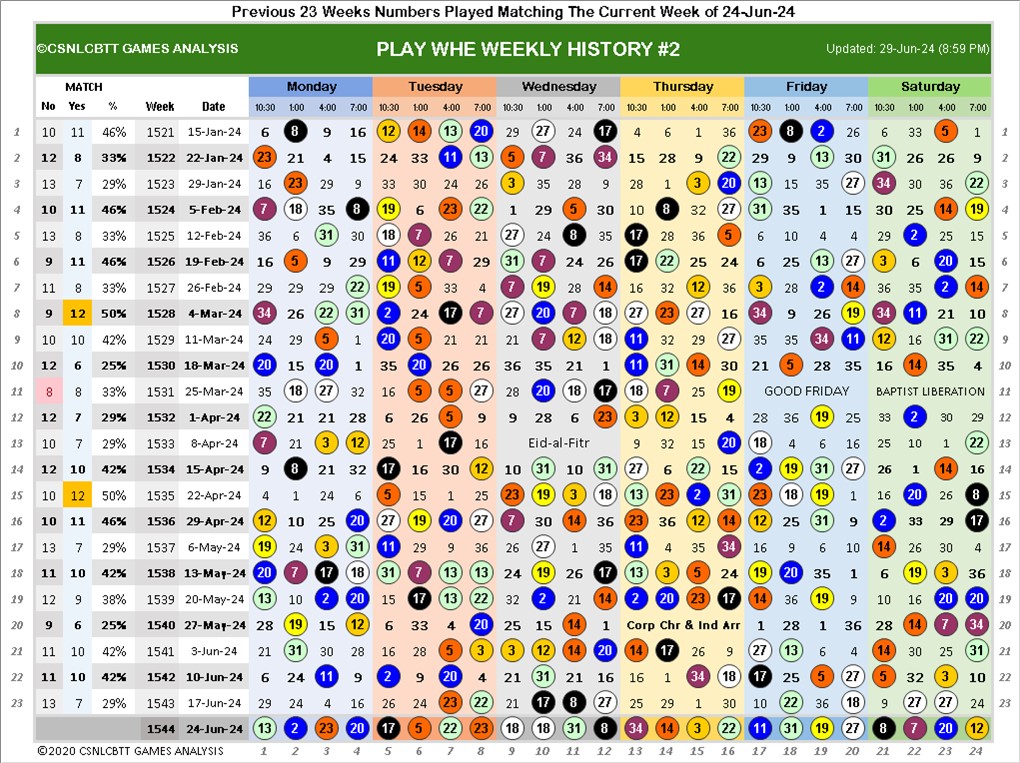 Previous 23 Weeks Numbers Played Matching The Current Week of 24-Jun-24
©CSNLCBTT GAMES ANALYSIS PLAY WHE WEEKLY HISTORY #2 Updated: 29-Jun-24 (8:59 PM)
MATCH Monday Tuesday Wednesday Thursday Friday Saturday
No Yes % Week Date 10:30 1:00 4:00 7:00 10:30 1:00 4:00 7:00 10:30 1:00 4:00 7:00 10:30 1:00 4:00 7:00 10:30 1:00 4:00 7:00 10:30 1:00 4:00 7:00
1 10 11 46% 1521 15-Jan-24 6 8 9 16 12 14 13 20 29 27 24 17 4 6 1 36 23 8 2 26 6 33 5 1 1
2 12 8 33% 1522 22-Jan-24 23 21 4 15 24 33 11 13 5 7 36 34 15 28 9 22 29 9 13 30 31 26 26 9 2
3 13 7 29% 1523 29-Jan-24 16 23 29 9 33 30 24 26 3 35 28 9 28 1 3 20 13 15 35 27 34 30 36 22 3
4 10 11 46% 1524 5-Feb-24 7 18 35 8 19 6 23 22 1 29 5 30 10 8 32 27 31 35 1 15 30 25 14 19 4
5 13 8 33% 1525 12-Feb-24 36 6 31 30 18 7 26 21 27 24 8 35 17 35 36 5 6 10 4 4 29 2 25 15 5
6 9 11 46% 1526 19-Feb-24 16 5 9 29 11 12 7 29 31 7 24 26 17 22 25 24 6 25 13 27 3 6 20 15 6
7 11 8 33% 1527 26-Feb-24 29 29 29 22 19 5 33 4 7 19 28 14 16 32 12 36 3 28 2 14 36 35 2 14 7
8 9 12 50% 1528 4-Mar-24 34 26 22 31 2 24 17 7 27 20 7 18 14 23 27 16 34 9 26 19 34 11 21 10 8
9 10 10 42% 1529 11-Mar-24 24 29 5 1 20 5 21 21 21 7 12 18 11 32 29 27 35 35 34 11 12 16 31 22 9
10 12 6 25% 1530 18-Mar-24 20 15 20 1 35 20 26 28 36 35 21 1 11 31 14 30 21 5 28 30 16 14 35 4 10
11 8 8 33% 1531 25-Mar-24 35 18 27 32 16 5 5 27 28 20 18 17 18 7 25 19 GOOD FRIDAY BAPTIST LIBERATION 11
12 12 7 29% 1532 1-Apr-24 22 21 21 28 6 26 5 9 9 28 6 23 3 12 15 4 28 36 19 25 33 2 30 29 12
13 10 7 29% 1533 8-Apr-24 7 21 3 12 25 1 17 16 Eid-al-Fitr 9 32 15 20 18 4 6 16 25 10 1 22 13
14 12 10 42% 1534 15-Apr-24 9 8 21 32 17 16 30 12 10 31 10 31 27 6 22 15 2 19 31 27 26 1 14 16 14
15 10 12 50% 1535 22-Apr-24 4 1 24 6 5 15 1 25 23 19 3 18 13 23 2 31 23 18 19 1 16 20 26 8 15
16 10 11 46% 1536 29-Apr-24 12 10 25 20 27 19 20 27 7 30 14 36 23 36 12 14 12 25 31 9 2 33 29 17 16
17 13 7 29% 1537 6-May-24 19 24 3 31 11 29 9 36 26 27 1 35 11 4 35 34 16 9 6 10 14 26 30 4 17
18 11 10 42% 1538 13-May-24 20 7 17 18 31 7 13 13 24 19 26 17 13 3 5 24 19 20 35 1 6 19 3 36 18
19 12 9 38% 1539 20-May-24 13 10 2 20 15 17 13 22 32 2 21 14 2 20 23 17 14 36 19 9 10 16 20 20 19
20 9 6 25% 1540 27-May-24 28 19 15 12 6 33 4 20 25 15 14 1 Corp Chr & Ind Arr 1 28 1 36 28 14 7 34 20
21 11 10 42% 1541 3-Jun-24 21 31 30 28 16 28 5 3 3 12 14 20 14 17 26 9 27 13 6 4 14 30 25 31 21
22 11 10 42% 1542 10-Jun-24 6 24 11 9 2 9 20 4 11 31 21 16 16 1 34 18 17 25 5 27 5 32 3 10 22
23 13 7 29% 1543 17-Jun-24 29 24 4 16 26 24 23 22 10 17 8 24 25 29 1 30 10 22 36 18 9 27 27 24 23
1544 24-Jun-24 13 2 23 20 17 5 22 23 18 18 31 8 34 14 3 22 11 31 19 27 8 7 20 12
©2020 CSNLCBTT GAMES ANALYSIS 1 2 3 4 5 6 7 8 9 10 11 12 13 14 15 16 17 18 19 20 21 22 23 24